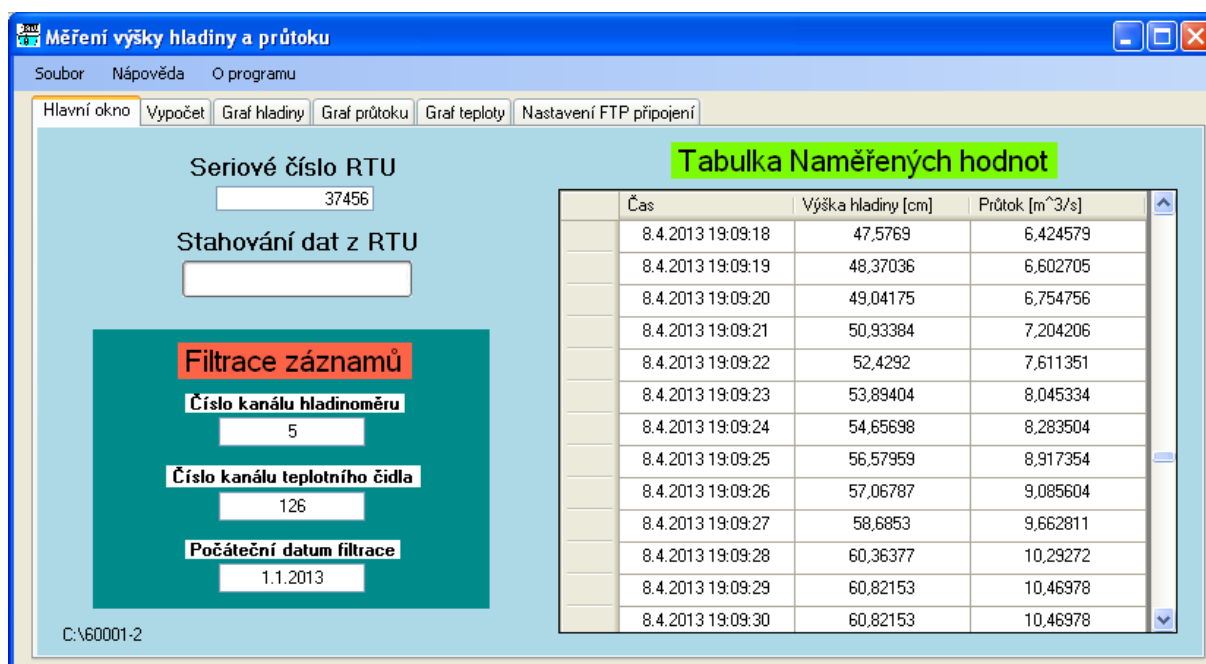 Měření výšky hladiny a průtoku
Soubor Nápověda O programu
Hlavní okno Vypočet Graf hladiny Graf průtoku Graf teploty Nastavení FTP připojení
Seriové číslo RTU
37456
Stahování dat z RTU
Filtrace záznamů
Číslo kanálu hladinoměru
5
Číslo kanálu teplotního čidla
126
Počáteční datum filtrace
1.1.2013
C:\60001-2
Tabulka Naměřených hodnot
Čas Výška hladiny [cm] Průtok [m^3/s]
8.4.2013 19:09:18 47,5769 6,424579
8.4.2013 19:09:19 48,37036 6,602705
8.4.2013 19:09:20 49,04175 6,754756
8.4.2013 19:09:21 50,93384 7,204206
8.4.2013 19:09:22 52,4292 7,611351
8.4.2013 19:09:23 53,89404 8,045334
8.4.2013 19:09:24 54,65698 8,283504
8.4.2013 19:09:25 56,57959 8,917354
8.4.2013 19:09:26 57,06787 9,085604
8.4.2013 19:09:27 58,6853 9,662811
8.4.2013 19:09:28 60,36377 10,29272
8.4.2013 19:09:29 60,82153 10,46978
8.4.2013 19:09:30 60,82153 10,46978